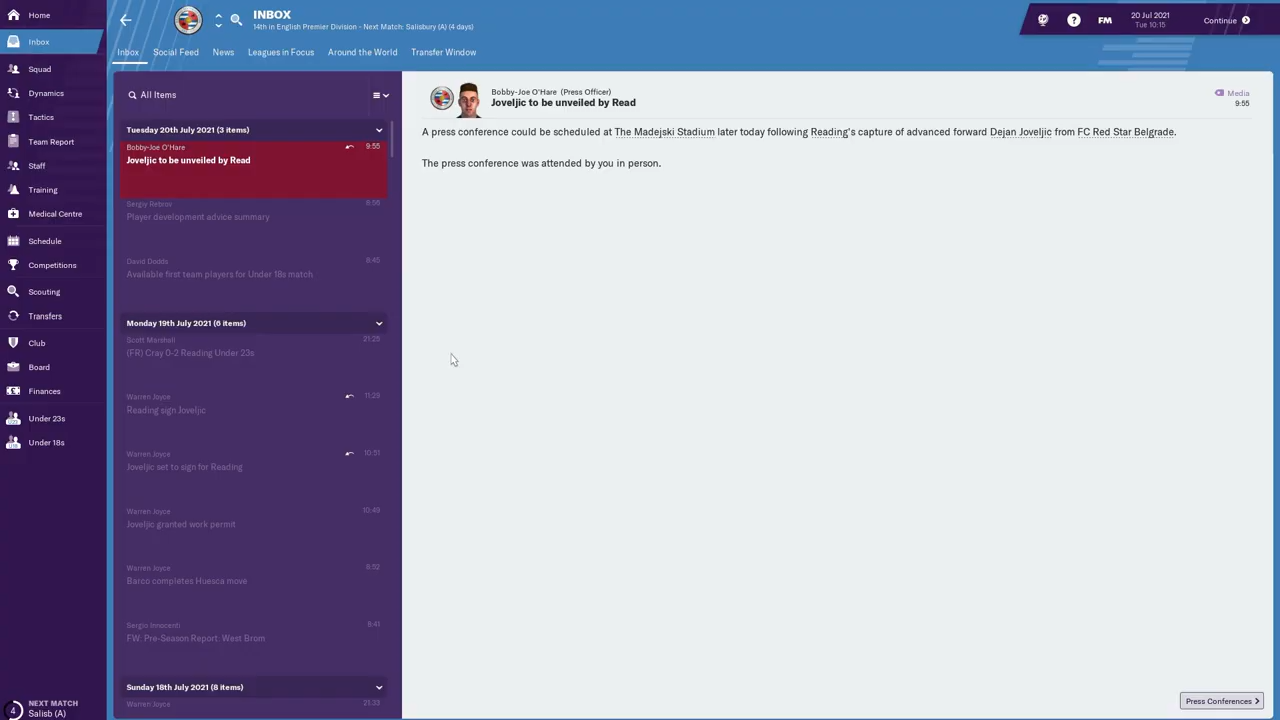 Home
Inbox
Squad
Dynamics
Tactics
Team Report
Staff
Training
Medical Centre
Schedule
Competitions
Scouting
Transfers
Club
Board
Finances
Under 23s
Under 18s
4
NEXT MATCH
Salisb (A)
INBOX
14th in English Premier Division - Next Match: Salisbury (A) (4 days)
? FM
20 Jul 2021
Tue 10:15
Continue
Inbox Social Feed News Leagues in Focus Around the World Transfer Window
All Items
Tuesday 20th July 2021 (3 items)
Bobby-Joe O'Hare 9:55
Joveljic to be unveiled by Read
Sergiy Rebrov 8:56
Player development advice summary
David Dodds 8:45
Available first team players for Under 18s match
Monday 19th July 2021 (6 items)
Scott Marshall 21:25
(FR) Cray 0-2 Reading Under 23s
Warren Joyce 11:29
Reading sign Joveljic
Warren Joyce 10:51
Joveljic set to sign for Reading
Warren Joyce 10:49
Joveljic granted work permit
Warren Joyce 8:52
Barco completes Huesca move
Sergio Innocenti 8:41
FW: Pre-Season Report: West Brom
Sunday 18th July 2021 (8 items)
Warren Joyce 21:33
Bobby-Joe O'Hare (Press Officer)
Joveljic to be unveiled by Read
Media
9:55
A press conference could be scheduled at The Madejski Stadium later today following Reading's capture of advanced forward Dejan Joveljic from FC Red Star Belgrade.
The press conference was attended by you in person.
Press Conferences